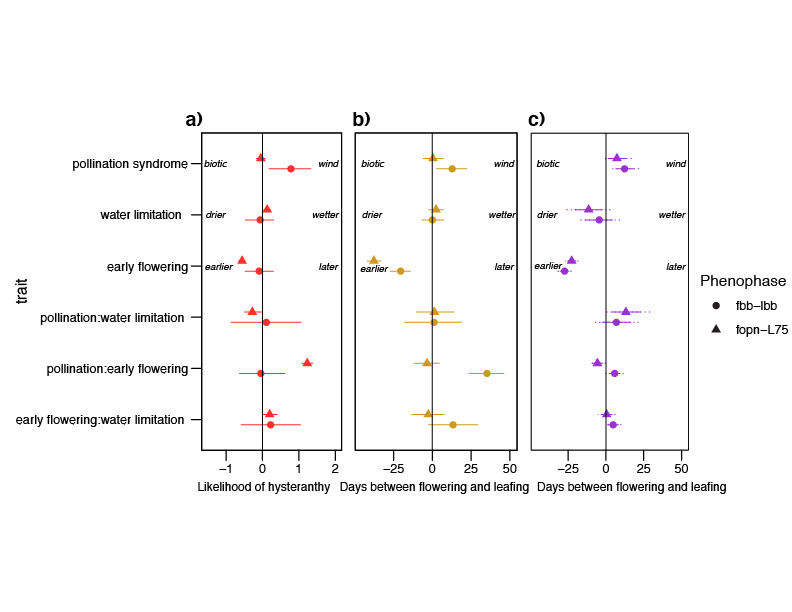 a) b) c)
pollination syndrome biotic wind biotic wind biotic wind
water limitation drier wetter drier wetter drier wetter
early flowering earlier later earlier later earlier later
trait
pollination:water limitation
pollination:early flowering
early flowering:water limitation
Phenophase
fbb−lbb
fopn−L75
−1 0 1 2 −25 0 25 50 −25 0 25 50
Likelihood of hysteranthy Days between flowering and leafing Days between flowering and leafing